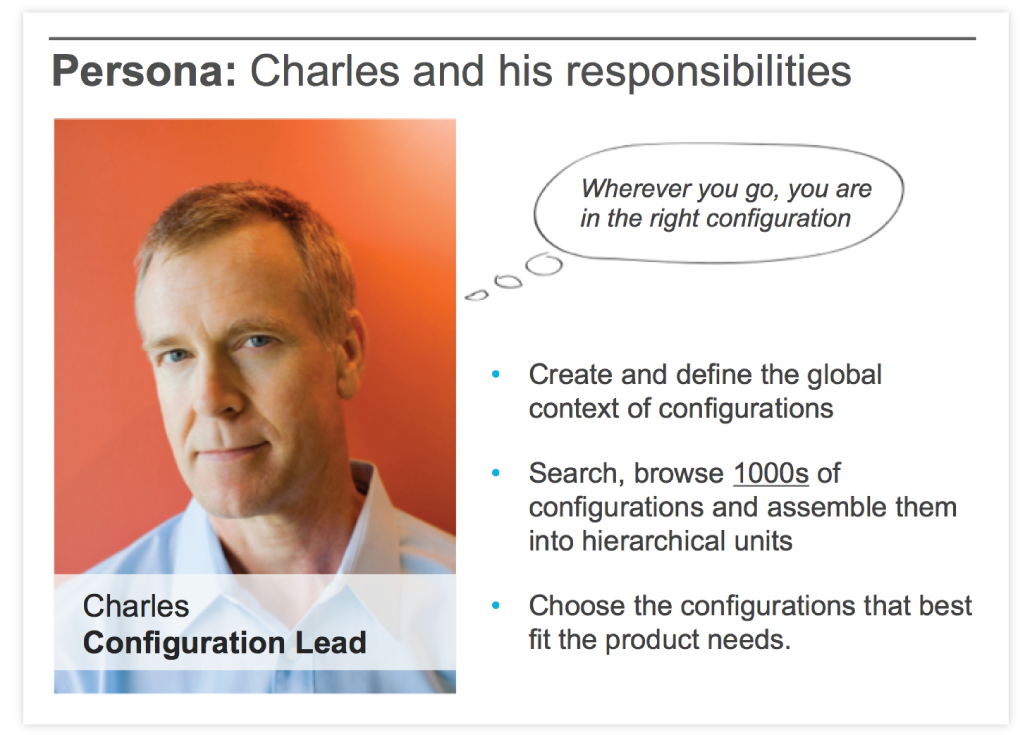 Persona: Charles and his responsibilities
Wherever you go, you are
in the right configuration
• Create and define the global
context of configurations
• Search, browse 1000s of
configurations and assemble them
into hierarchical units
• Choose the configurations that best
fit the product needs.
Charles
Configuration Lead